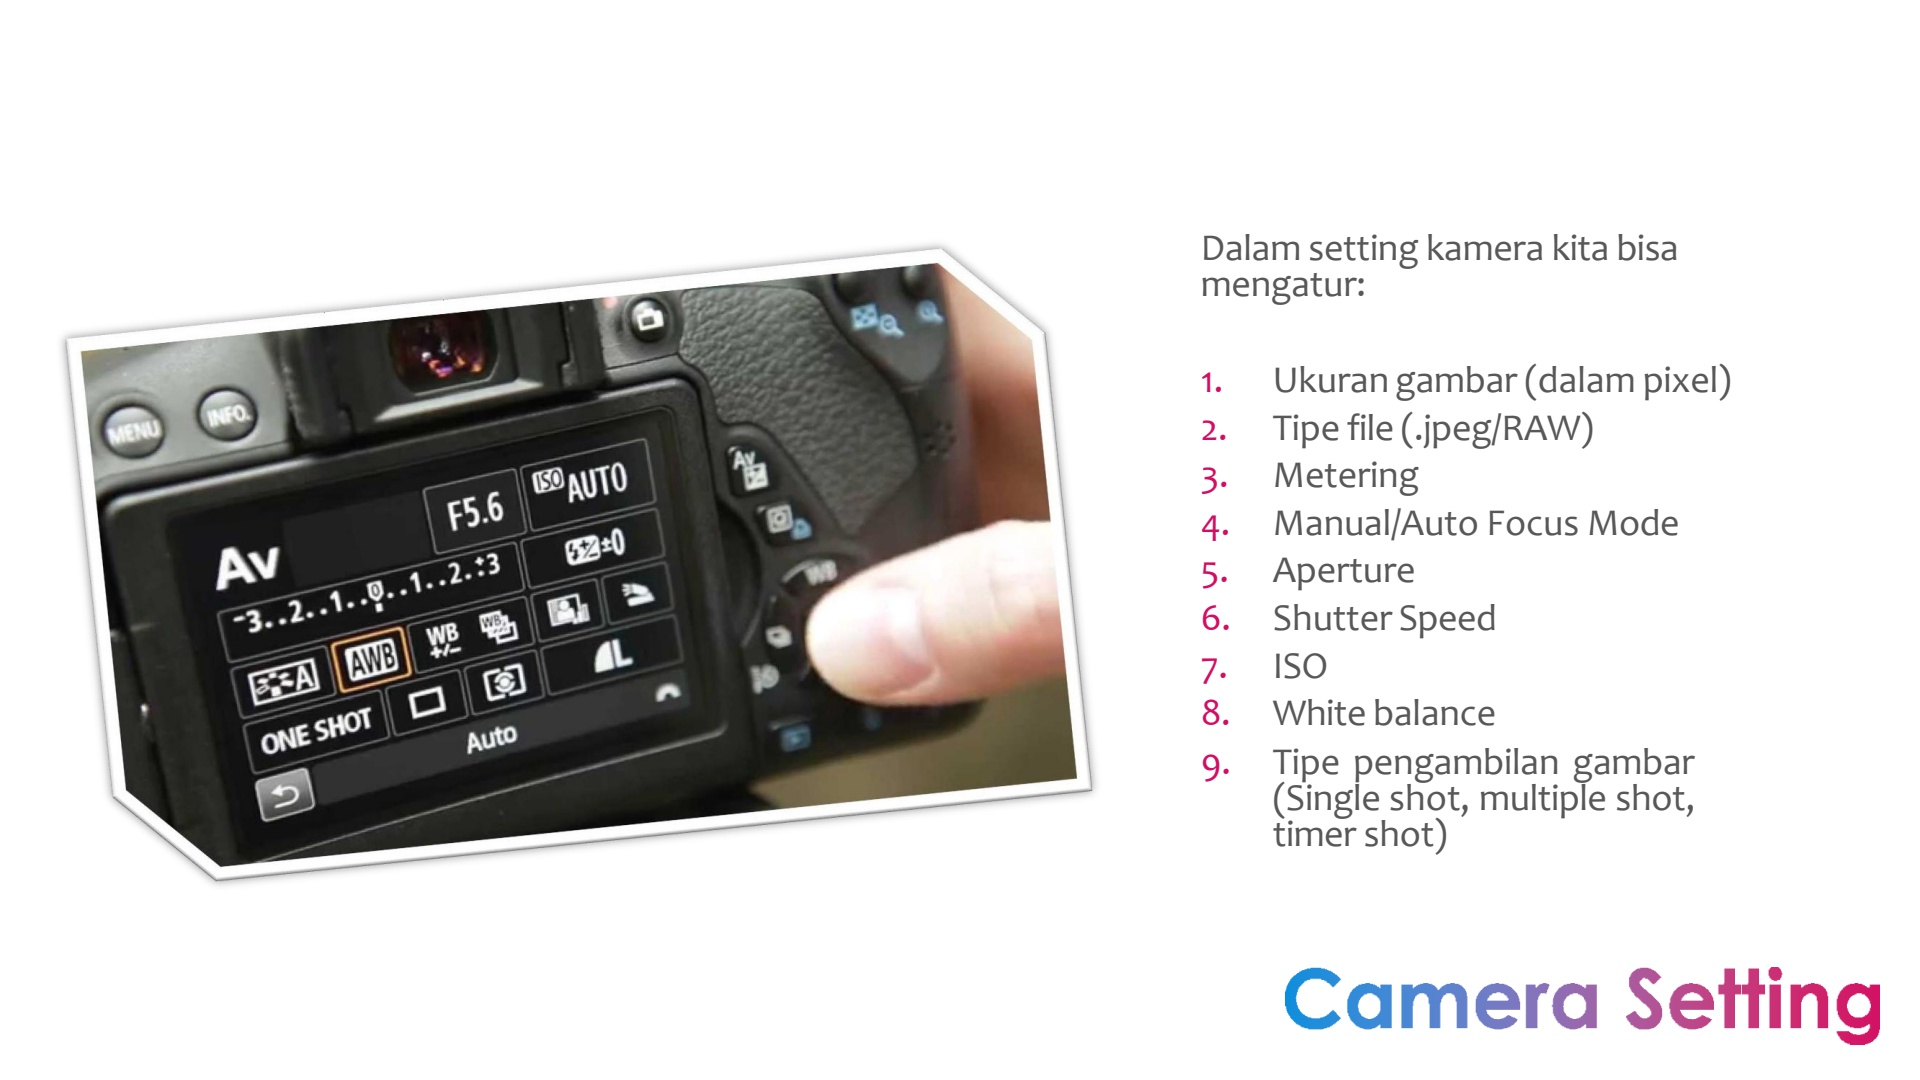 MENU
INFO.
Av
F5.6
ISO AUTO
-3..2..1..0..1..2.:+3
±0
A
AWB
WB
+/-
WB
L
ONE SHOT
Auto
Av
WB
Dalam setting kamera kita bisa
mengatur:
1. Ukuran gambar (dalam pixel)
2. Tipe file (.jpeg/RAW)
3. Metering
4. Manual/Auto Focus Mode
5. Aperture
6. Shutter Speed
7. ISO
8. White balance
9. Tipe pengambilan gambar
(Single shot, multiple shot,
timer shot)
Camera Setting